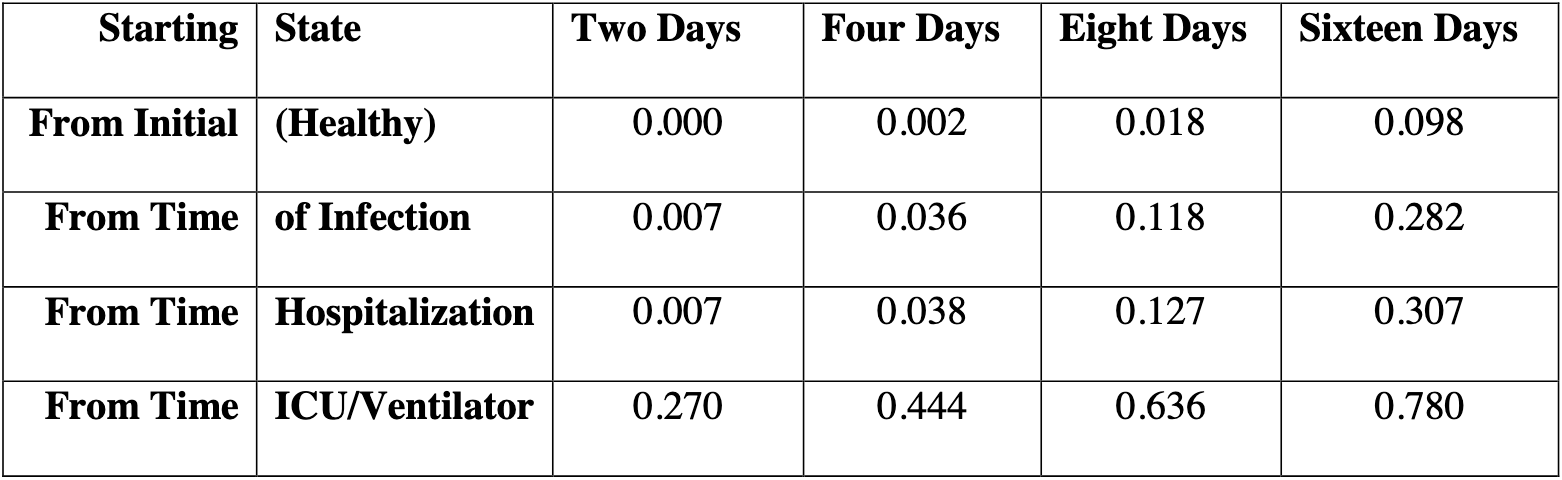 Starting State Two Days Four Days Eight Days Sixteen Days
From Initial (Healthy) 0.000 0.002 0.018 0.098
From Time of Infection 0.007 0.036 0.118 0.282
From Time Hospitalization 0.007 0.038 0.127 0.307
From Time ICU/Ventilator 0.270 0.444 0.636 0.780